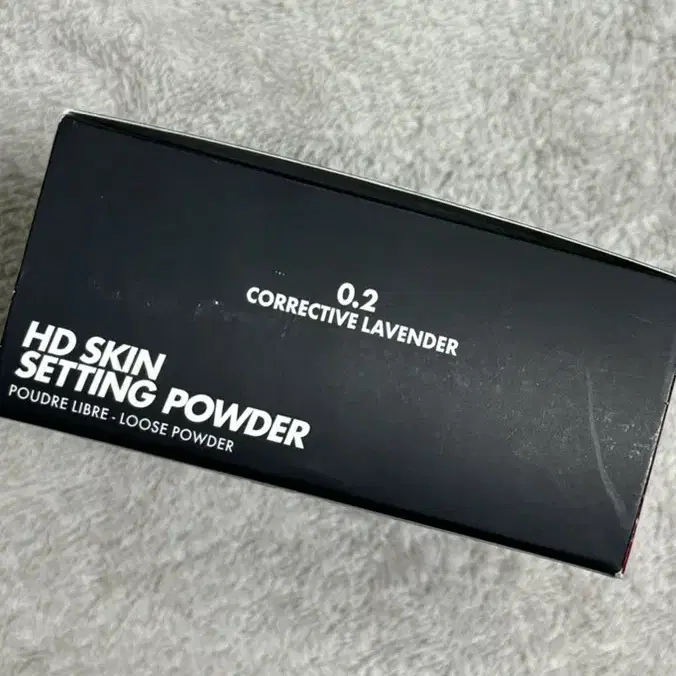 0.2
CORRECTIVE LAVENDER
HD SKIN
SETTING POWDER
POUDRE LIBRE - LOOSE POWDER